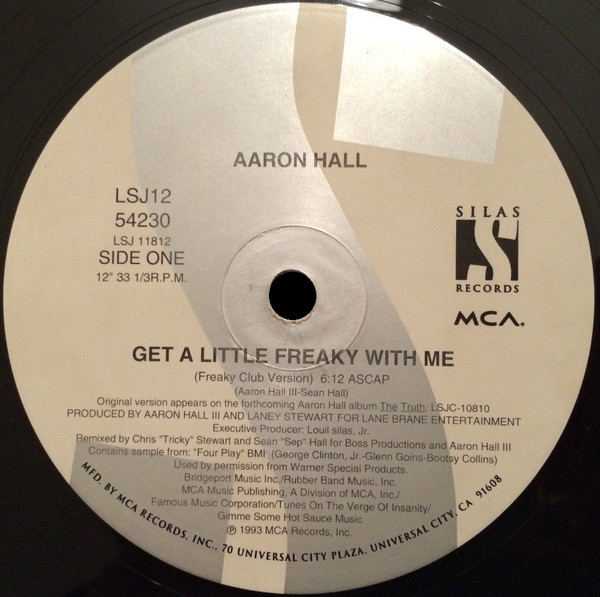 AARON HALL
LSJ12
54230
LSJ 11812
SIDE ONE
12" 33 1/3R.P.M.
SILAS
S
RECORDS
MCA.
GET A LITTLE FREAKY WITH ME
(Freaky Club Version) 6:12 ASCAP
(Aaron Hall III-Sean Hall)
Original version appears on the forthcoming Aaron Hall album The Truth, LSJC-10810
PRODUCED BY AARON HALL III AND LANEY STEWART FOR LANE BRANE ENTERTAINMENT
Executive Producer: Louil silas, Jr.
Remixed by Chris "Tricky" Stewart and Sean "Sep" Hall for Boss Productions and Aaron Hall III
Contains sample from: "Four Play" BMI (George Clinton, Jr.-Glenn Goins-Bootsy Collins)
Used by permission from Warner Special Products.
Bridgeport Music Inc./Rubber Band Music, Inc.
MCA Music Publishing, A Division of MCA, Inc./
Famous Music Corporation/Tunes On The Verge Of Insanity/
Gimme Some Hot Sauce Music
℗ 1993 MCA Records, Inc.
MFD. BY MCA RECORDS, INC., 70 UNIVERSAL CITY PLAZA, UNIVERSAL CITY, CA 91608